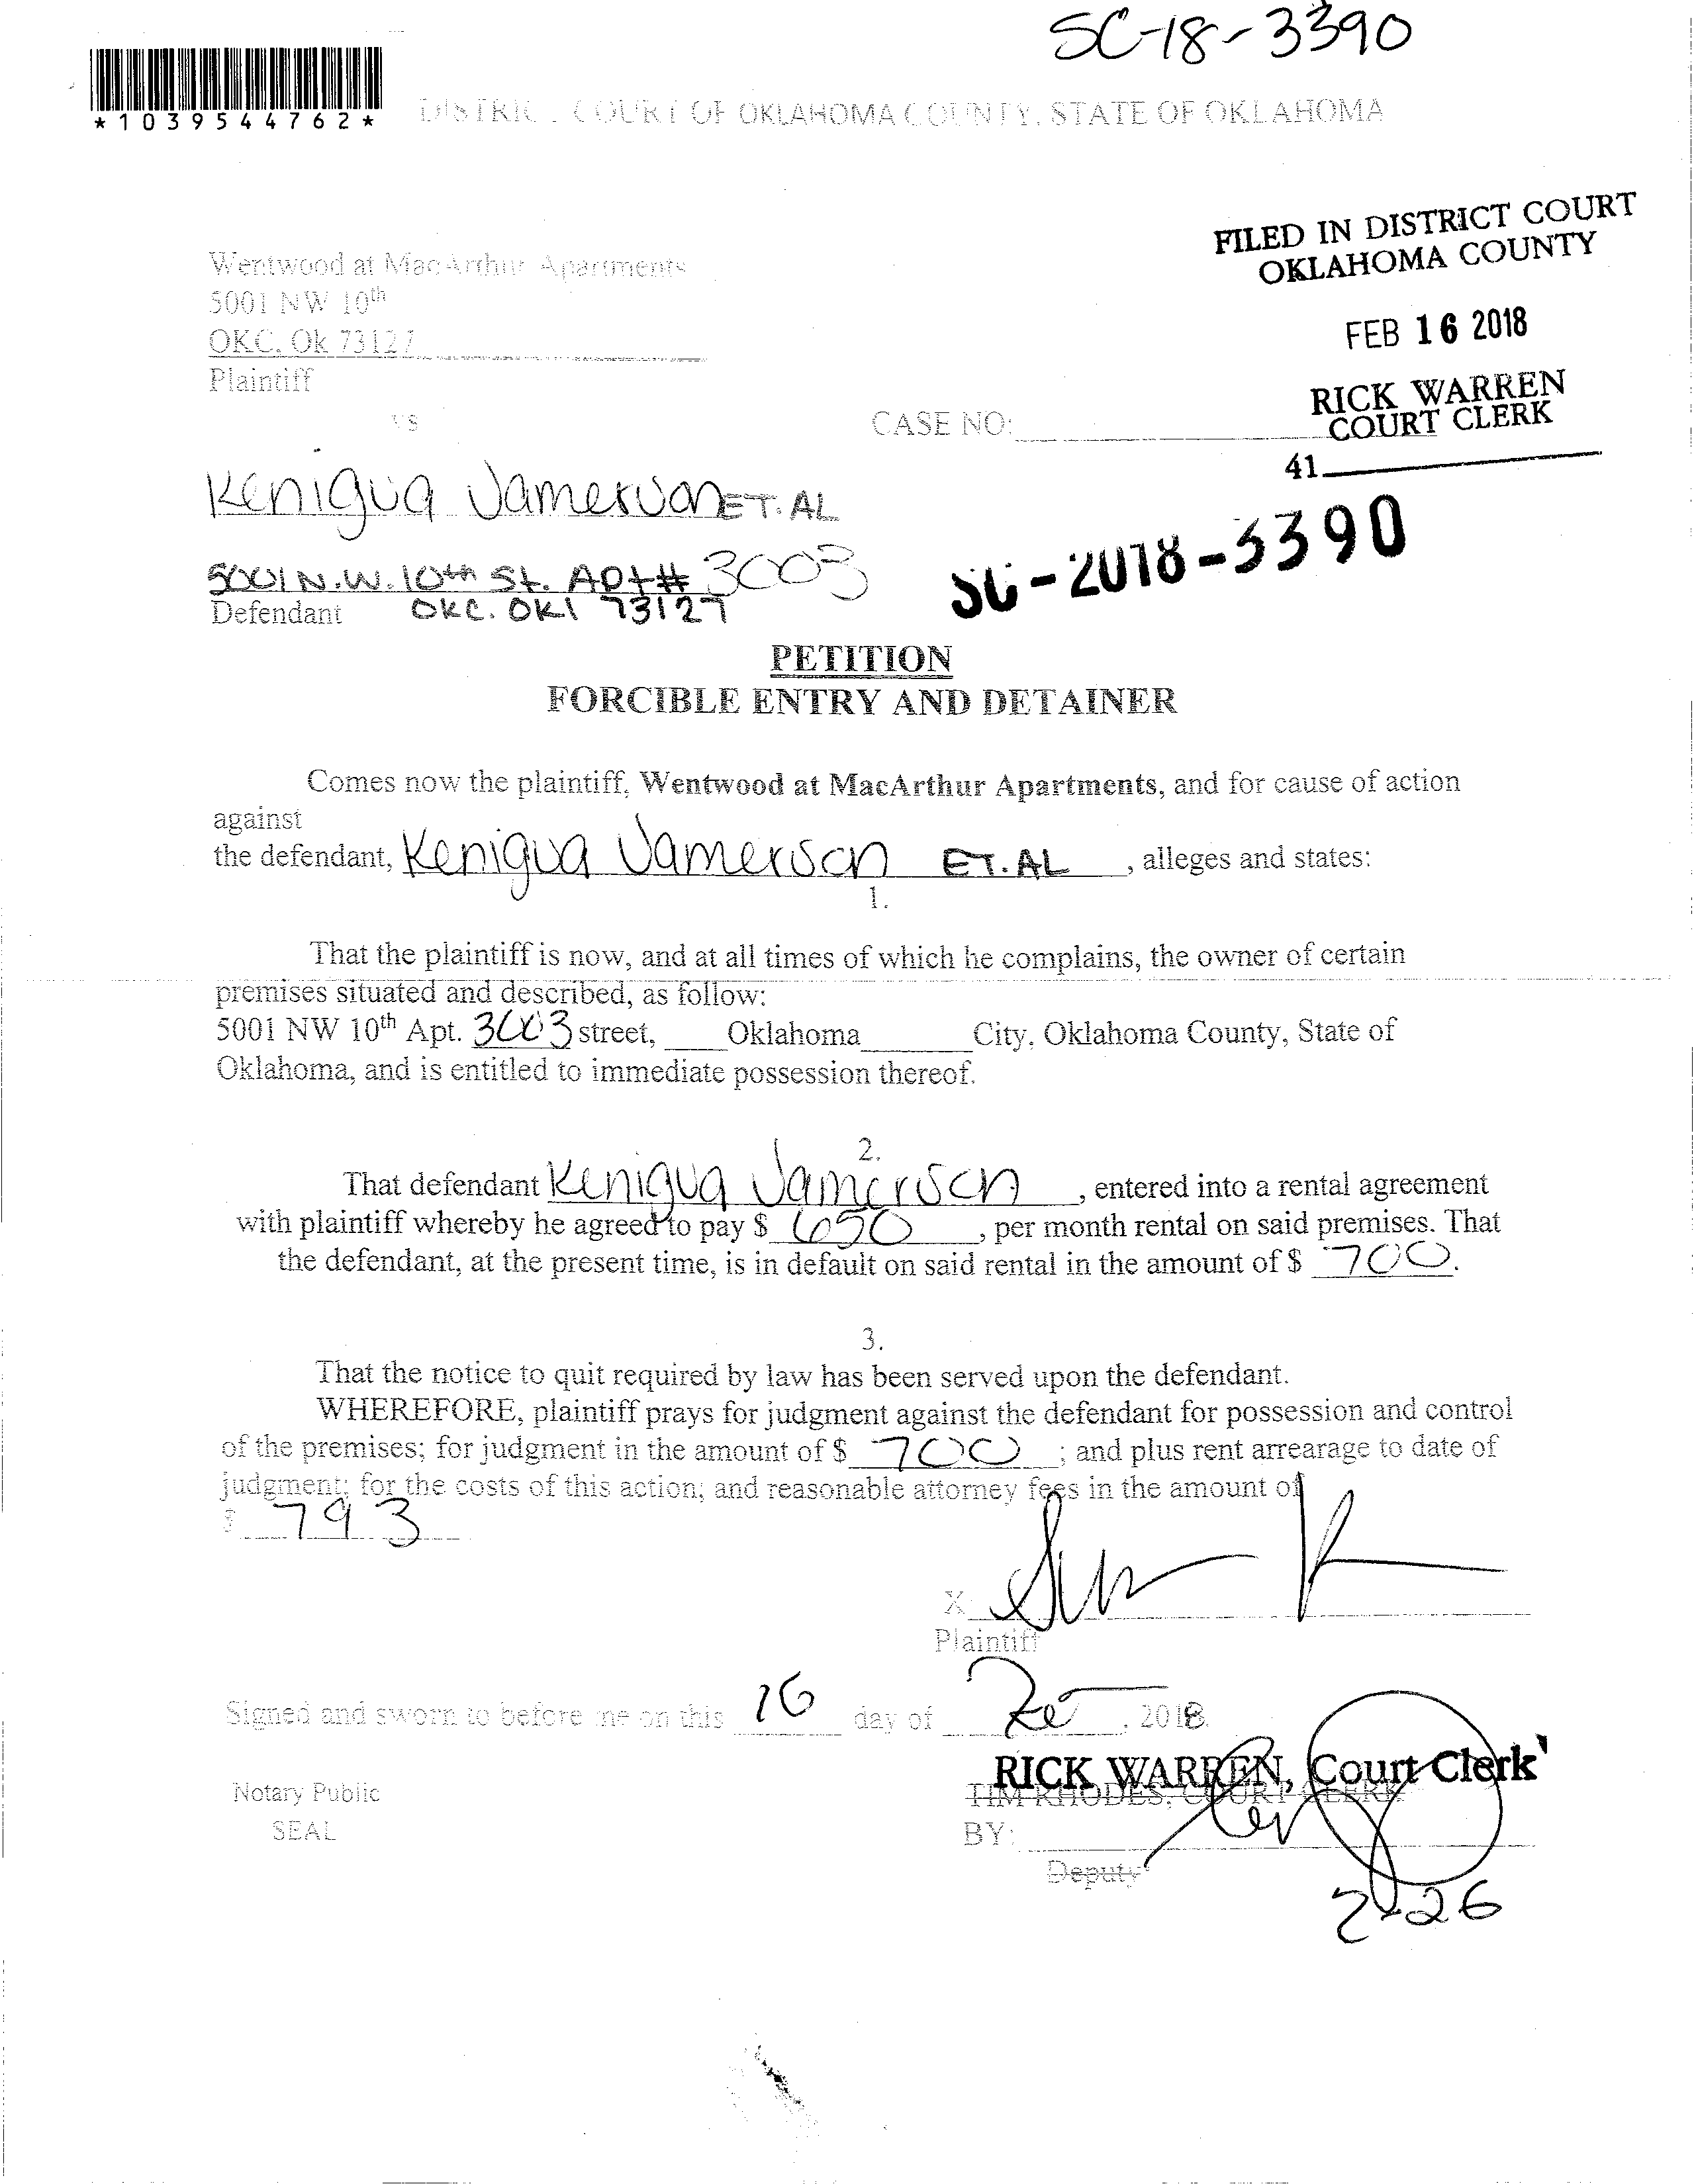 SC-18-3390
*1039544762*
DISTRIC COURT OF OKLAHOMA COUNTY, STATE OF OKLAHOMA
FILED IN DISTRICT COURT
OKLAHOMA COUNTY
Wentwood at MacArthur Apartments
5001 NW 10th
FEB 16 2018
OKC, Ok 73127
Plaintiff
RICK WARREN
COURT CLERK
VS
CASE NO:
41
Keniqua Jamerson ET. AL
SC-2018-3390
5001 N.W. 10th St. Apt# 3003
Defendant OKC. OKl 73127
PETITION
FORCIBLE ENTRY AND DETAINER
Comes now the plaintiff, Wentwood at MacArthur Apartments, and for cause of action
against
the defendant, Keniqua Jamerson ET. AL, alleges and states:
1.
That the plaintiff is now, and at all times of which he complains, the owner of certain
premises situated and described, as follow:
5001 NW 10th Apt. 3003 street, Oklahoma City, Oklahoma County, State of
Oklahoma, and is entitled to immediate possession thereof.
2.
That defendant Keniqua Jamerson, entered into a rental agreement
with plaintiff whereby he agreed to pay $ 650, per month rental on said premises. That
the defendant, at the present time, is in default on said rental in the amount of $ 700.
3.
That the notice to quit required by law has been served upon the defendant.
WHEREFORE, plaintiff prays for judgment against the defendant for possession and control
of the premises; for judgment in the amount of $ 700; and plus rent arrearage to date of
judgment; for the costs of this action; and reasonable attorney fees in the amount of
$ 793
X
Plaintiff
Signed and sworn to before me on this 16 day of Feb, 2018.
RICK WARREN, Court Clerk
TIM RHODES, COURT CLERK
Notary Public
SEAL
BY:
Deputy
2-26